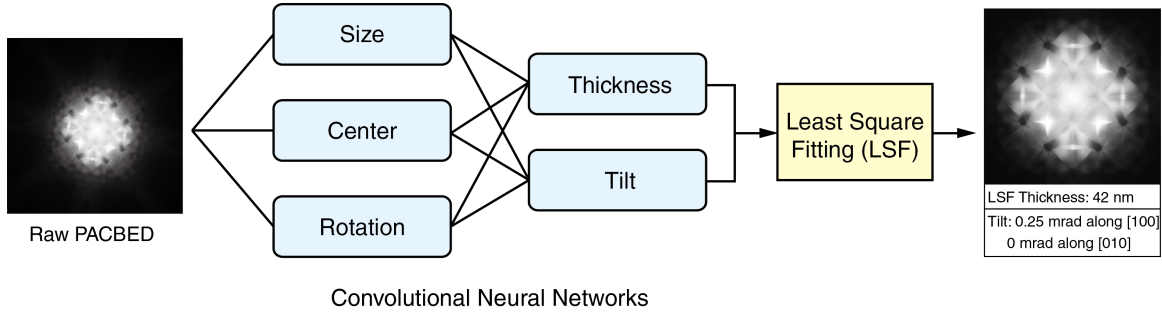 Raw PACBED
Size
Center
Rotation
Thickness
Tilt
Convolutional Neural Networks
Least Square
Fitting (LSF)
LSF Thickness: 42 nm
Tilt: 0.25 mrad along [100]
0 mrad along [010]